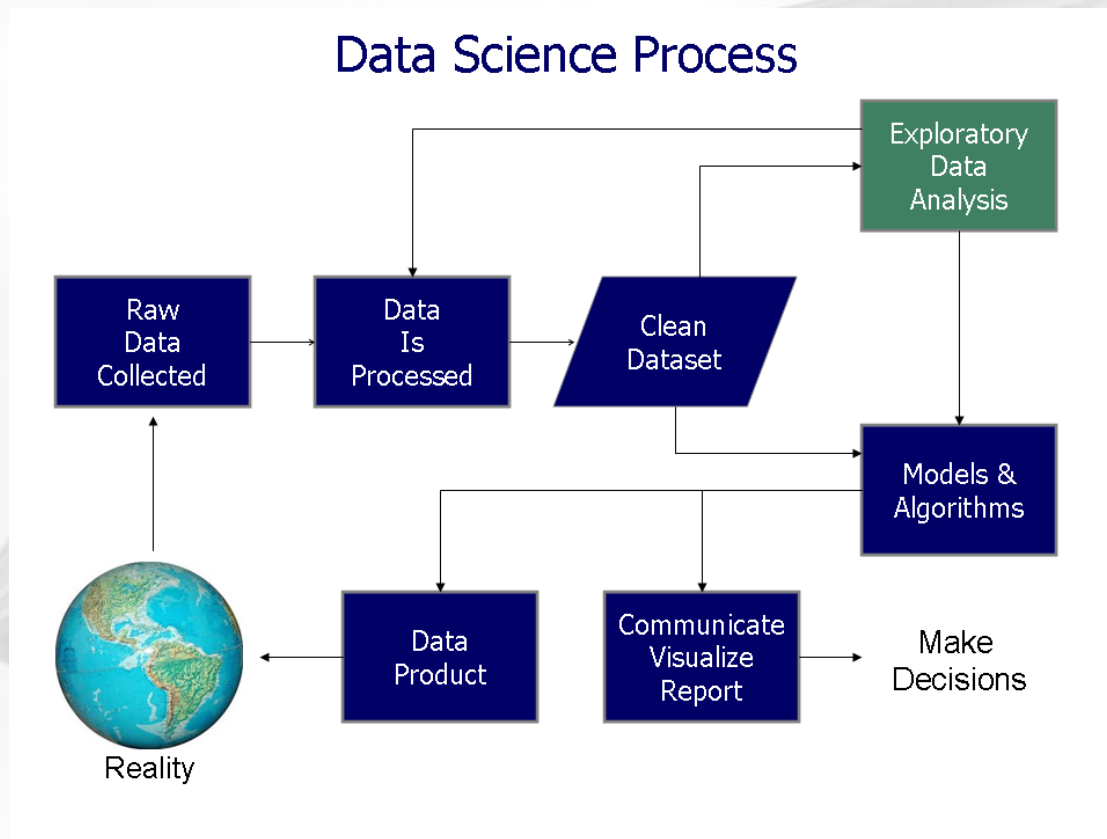 Data Science Process
Exploratory
Data
Analysis
Raw
Data
Collected
Data
Is
Processed
Clean
Dataset
Models &
Algorithms
Data
Product
Communicate
Visualize
Report
Make
Decisions
Reality